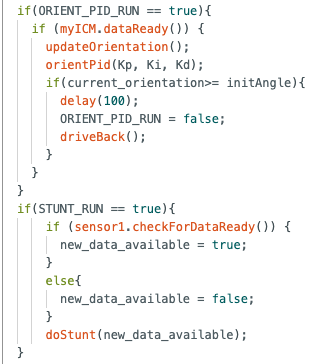 if(ORIENT_PID_RUN == true){
if (myICM.dataReady()) {
updateOrientation();
orientPid(Kp, Ki, Kd);
if(current_orientation>= initAngle){
delay(100);
ORIENT_PID_RUN = false;
driveBack();
}
}
}
if(STUNT_RUN == true){
if (sensor1.checkForDataReady()) {
new_data_available = true;
}
else{
new_data_available = false;
}
doStunt(new_data_available);
}